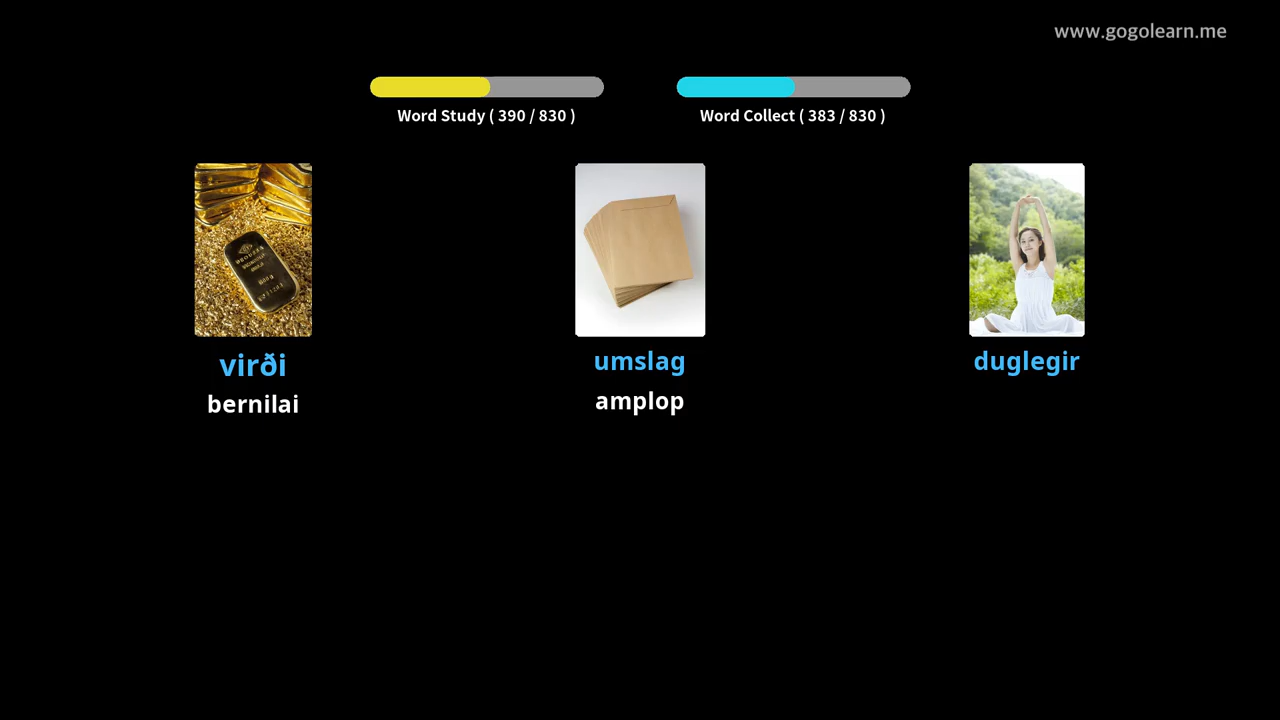 www.gogolearn.me
Word Study ( 390 / 830 )
Word Collect ( 383 / 830 )
virði
umslag
duglegir
bernilai
amplop